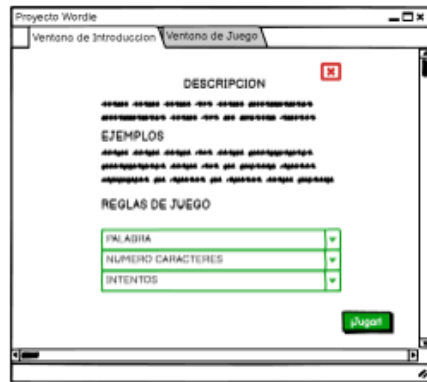 Proyecto Wordle
Ventana de Introduccion
Ventana de Juego
DESCRIPCION
EJEMPLOS
REGLAS DE JUEGO
PALABRA
NUMERO CARACTERES
INTENTOS
¡Jugar!